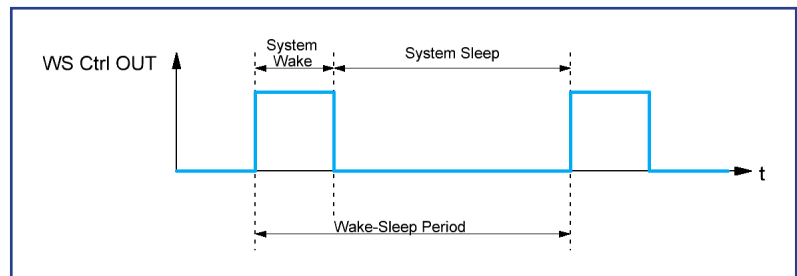 WS Ctrl OUT
System
Wake
System Sleep
t
Wake-Sleep Period